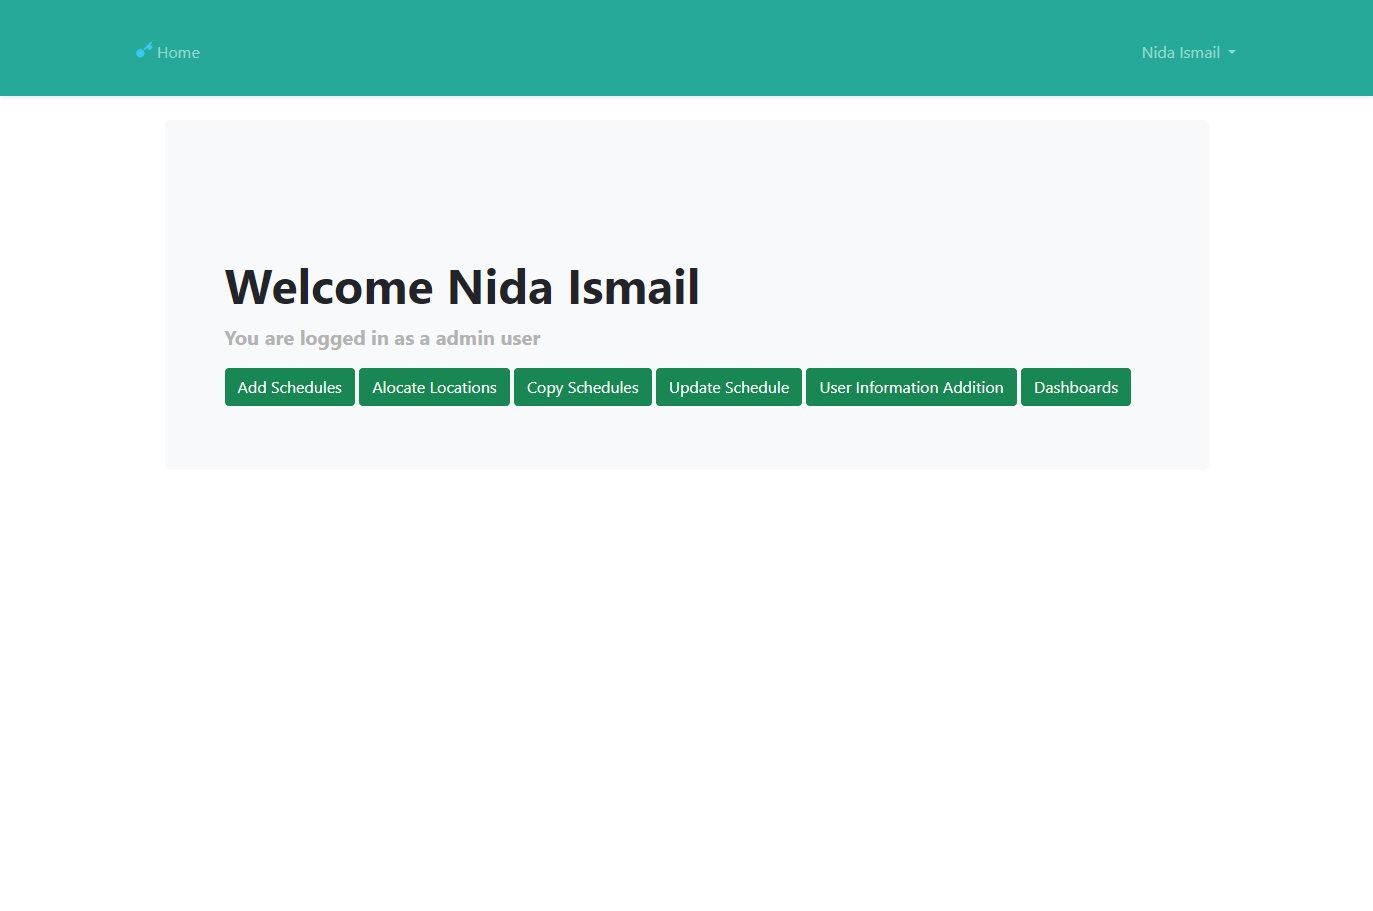 Home
Nida Ismail
Welcome Nida Ismail
You are logged in as a admin user
Add Schedules Alocate Locations Copy Schedules Update Schedule User Information Addition Dashboards